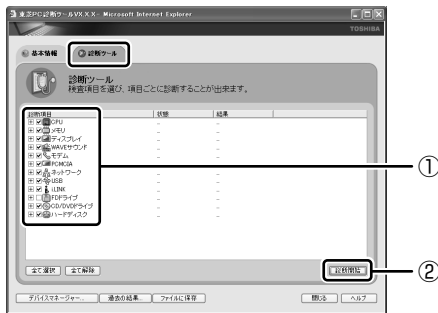 東芝PC診断ツールVX.X.X - Microsoft Internet Explorer
TOSHIBA
基本情報
診断ツール
診断ツール
検査項目を選び、項目ごとに診断することが出来ます。
診断項目 状態 結果
CPU
メモリ
ディスプレイ
WAVEサウンド
モデム
PCMCIA
ネットワーク
USB
i.LINK
FDドライブ
CD/DVDドライブ
ハードディスク
①
全て選択 全て解除 診断開始
②
デバイスマネージャー... 過去の結果... ファイルに保存 閉じる ヘルプ